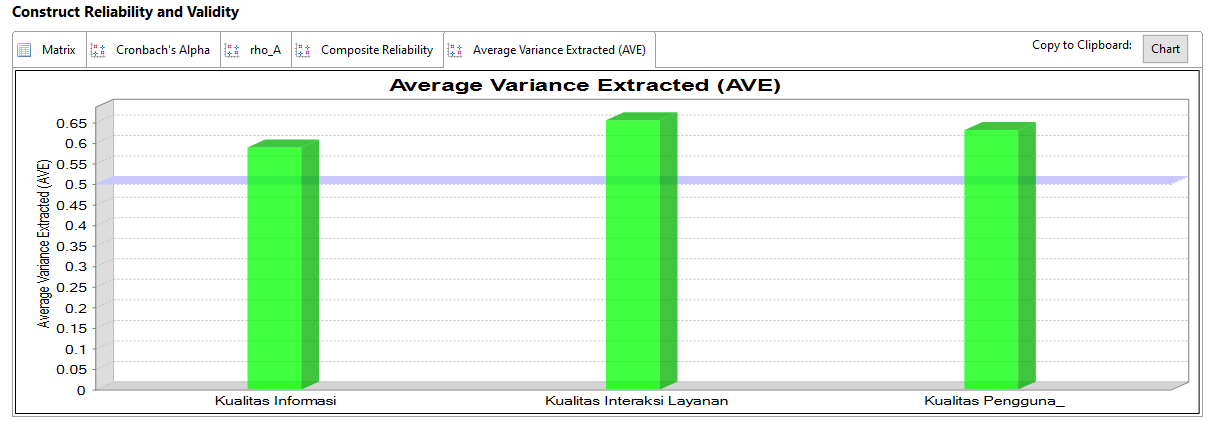 Construct Reliability and Validity
Matrix
Cronbach's Alpha
rho_A
Composite Reliability
Average Variance Extracted (AVE)
Copy to Clipboard:
Chart
Average Variance Extracted (AVE)
Average Variance Extracted (AVE)
0.65
0.6
0.55
0.5
0.45
0.4
0.35
0.3
0.25
0.2
0.15
0.1
0.05
0
Kualitas Informasi
Kualitas Interaksi Layanan
Kualitas Pengguna_